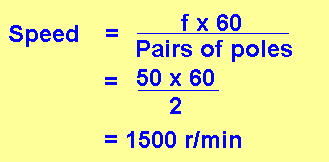 Speed = f x 60
Pairs of poles
= 50 x 60
2
= 1500 r/min